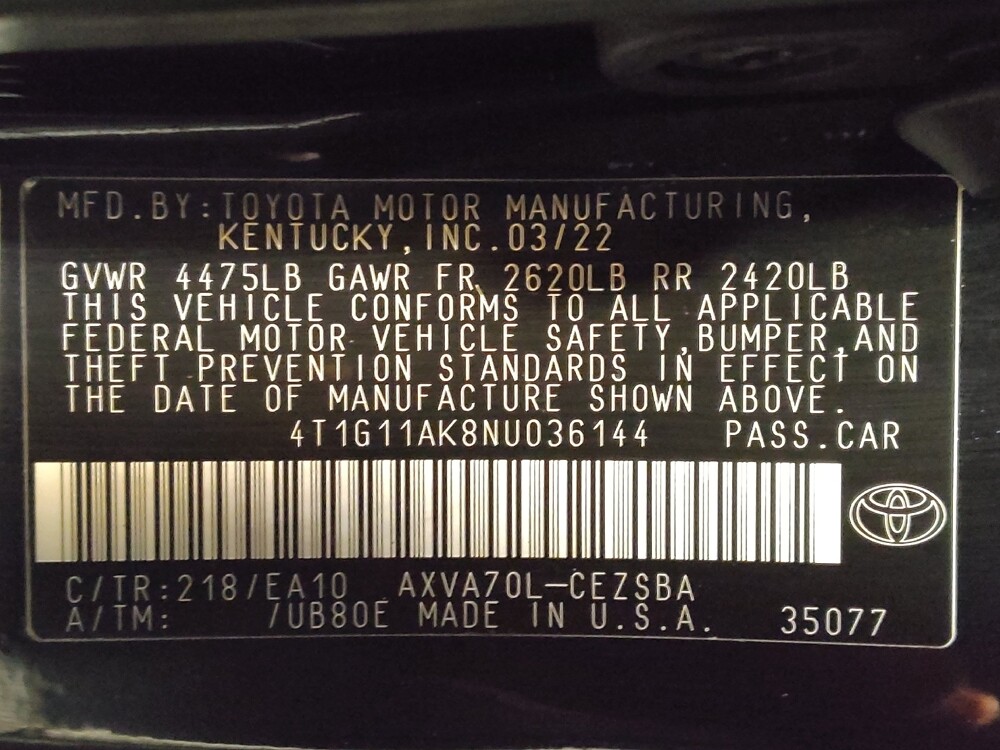 MFD.BY:TOYOTA MOTOR MANUFACTURING,
KENTUCKY,INC.03/22
GVWR 4475LB GAWR FR 2620LB RR 2420LB
THIS VEHICLE CONFORMS TO ALL APPLICABLE
FEDERAL MOTOR VEHICLE SAFETY,BUMPER,AND
THEFT PREVENTION STANDARDS IN EFFECT ON
THE DATE OF MANUFACTURE SHOWN ABOVE.
4T1G11AK8NU036144 PASS.CAR
C/TR:218/EA10 AXVA70L-CEZSBA
A/TM: /UB80E MADE IN U.S.A. 35077